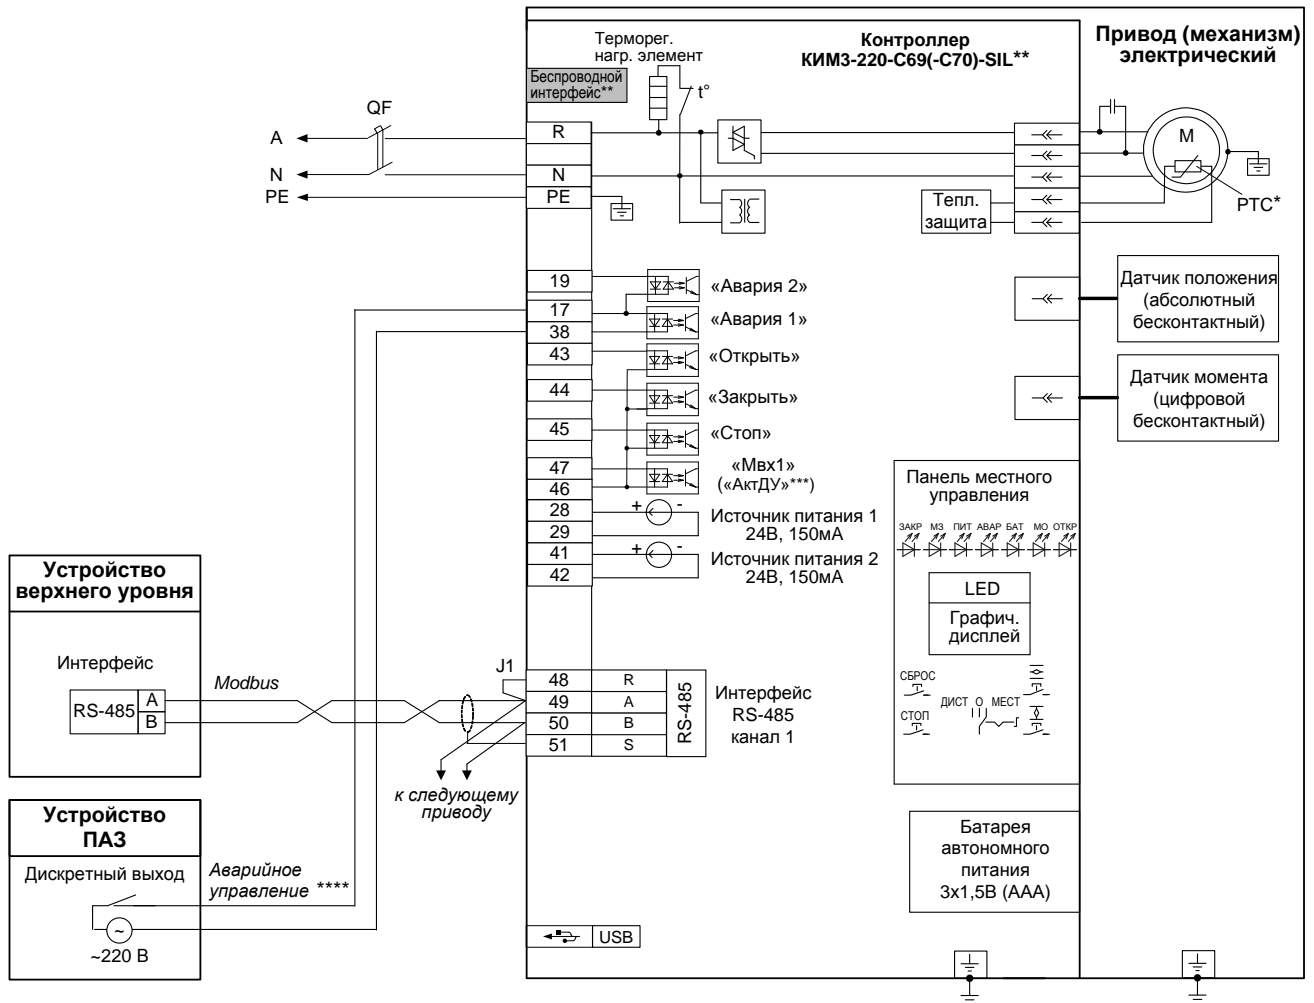 Терморег.
нагр. элемент
Контроллер
КИМ3-220-С69(-С70)-SIL**
Привод (механизм)
электрический
Беспроводной
интерфейс**
t°
QF
A
R
M
N
N
PE
PE
Тепл.
защита
PTC*
19
«Авария 2»
17
«Авария 1»
38
43
«Открыть»
44
«Закрыть»
45
«Стоп»
47
«Мвх1»
46
(«АктДУ»***)
28
+ -
Источник питания 1
29
24В, 150мА
41
+ -
Источник питания 2
42
24В, 150мА
Датчик положения
(абсолютный
бесконтактный)
Датчик момента
(цифровой
бесконтактный)
Панель местного
управления
ЗАКР МЗ ПИТ АВАР БАТ МО ОТКР
LED
Графич.
дисплей
СБРОС
СТОП
ДИСТ О МЕСТ
Устройство
верхнего уровня
Интерфейс
RS-485
A
B
Modbus
J1
48 R
49 A
50 B
51 S
RS-485
Интерфейс
RS-485
канал 1
к следующему
приводу
Устройство
ПАЗ
Дискретный выход
~
~220 В
Аварийное
управление ****
Батарея
автономного
питания
3х1,5В (ААА)
USB